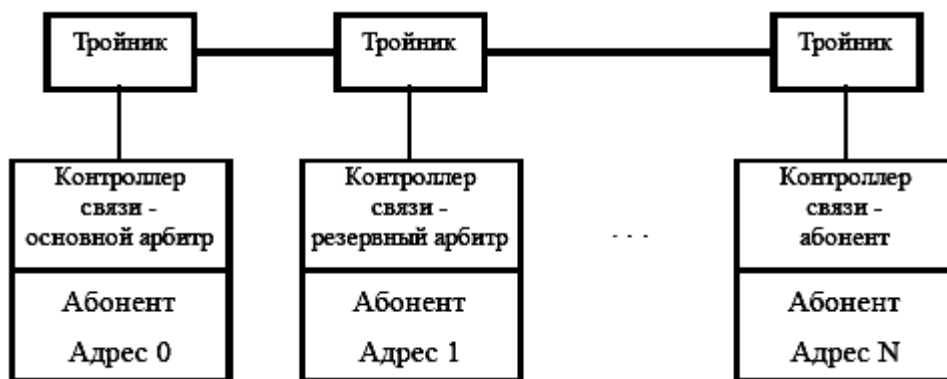 Тройник
Тройник
Тройник
Контроллер
связи -
основной арбитр
Контроллер
связи -
резервный арбитр
. . .
Контроллер
связи -
абонент
Абонент
Адрес 0
Абонент
Адрес 1
Абонент
Адрес N